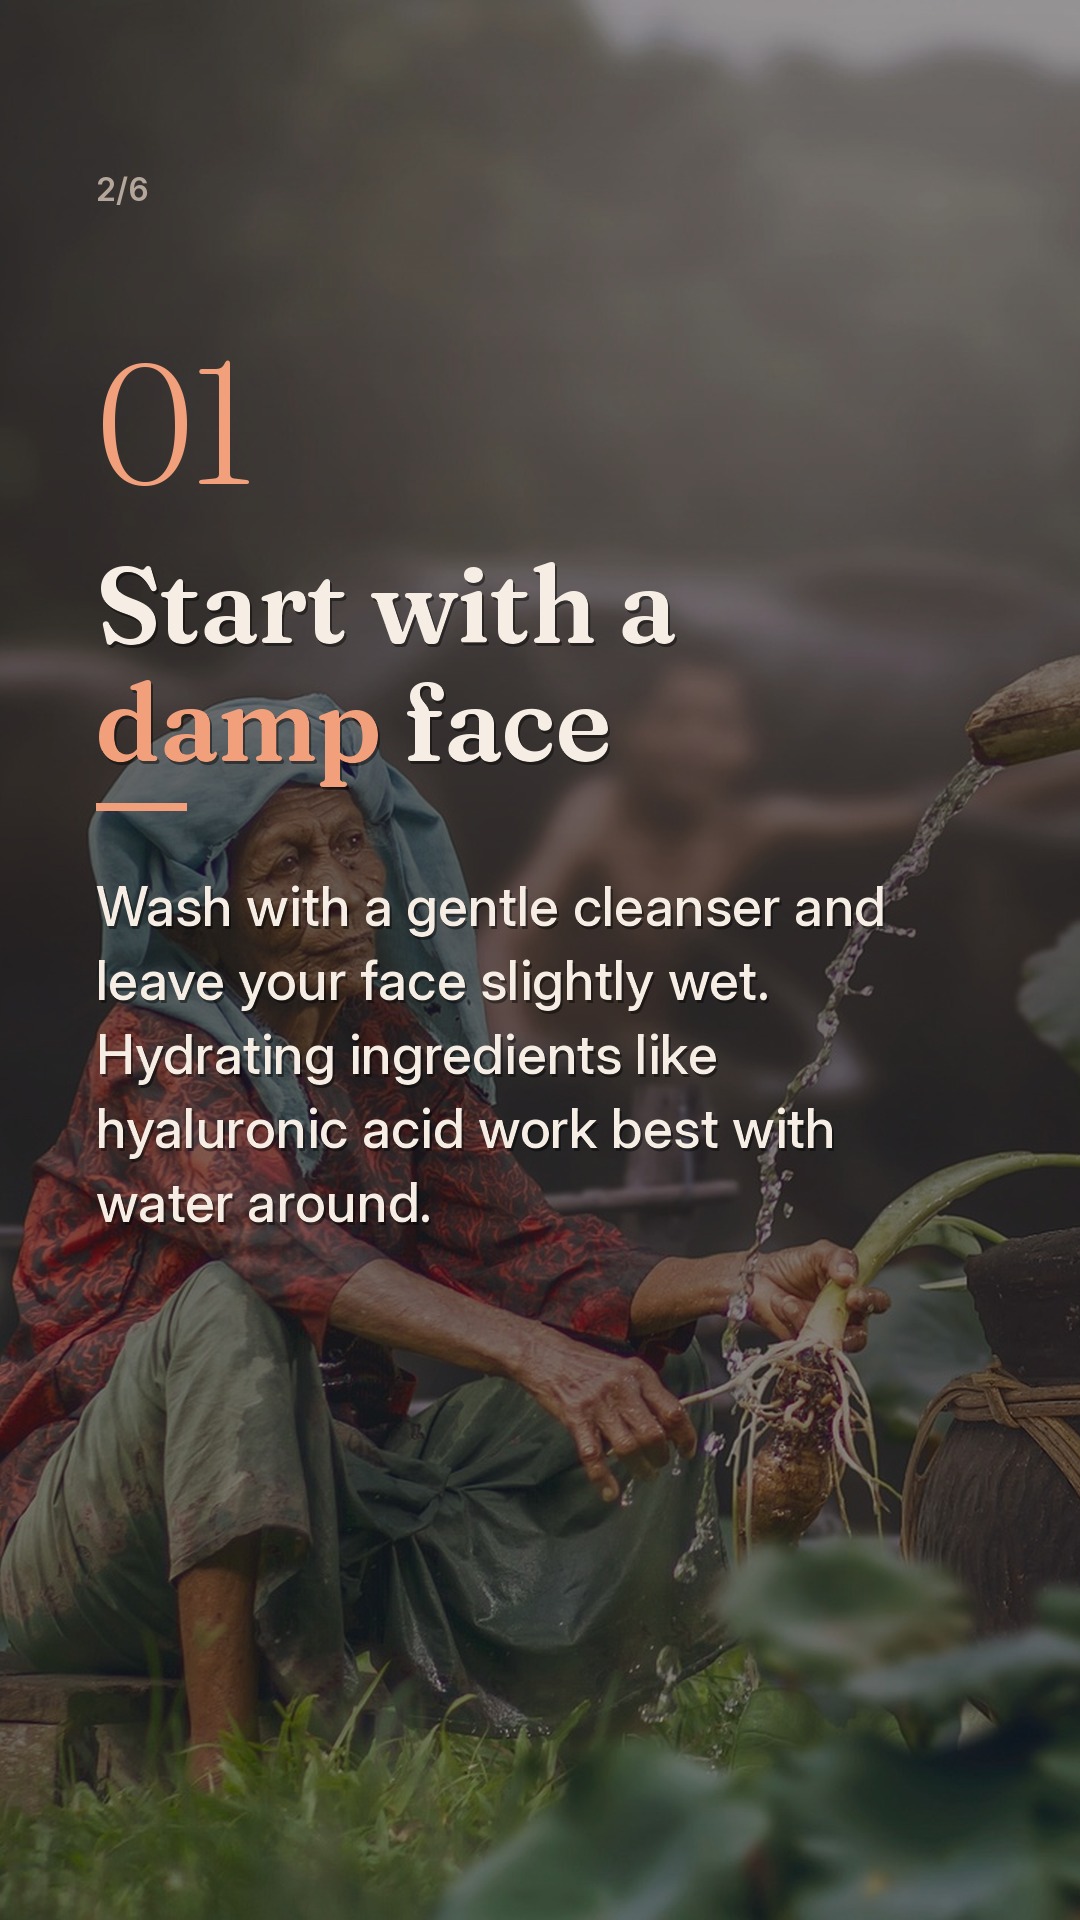 2/6
01
Start with a
damp face
Wash with a gentle cleanser and
leave your face slightly wet.
Hydrating ingredients like
hyaluronic acid work best with
water around.